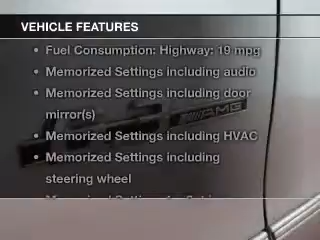 VEHICLE FEATURES
• Fuel Consumption: Highway: 19 mpg
• Memorized Settings including audio
• Memorized Settings including door
mirror(s)
AMG
• Memorized Settings including HVAC
• Memorized Settings including
steering wheel